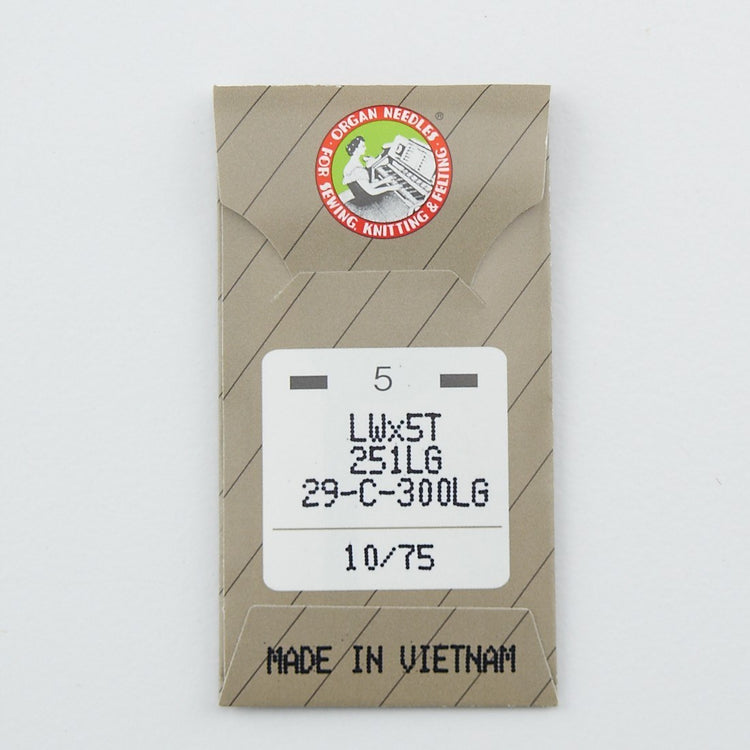 ORGAN NEEDLES ®
· FOR SEWING, KNITTING & FELTING ·
5
LWx5T
251LG
29-C-300LG
10/75
MADE IN VIETNAM